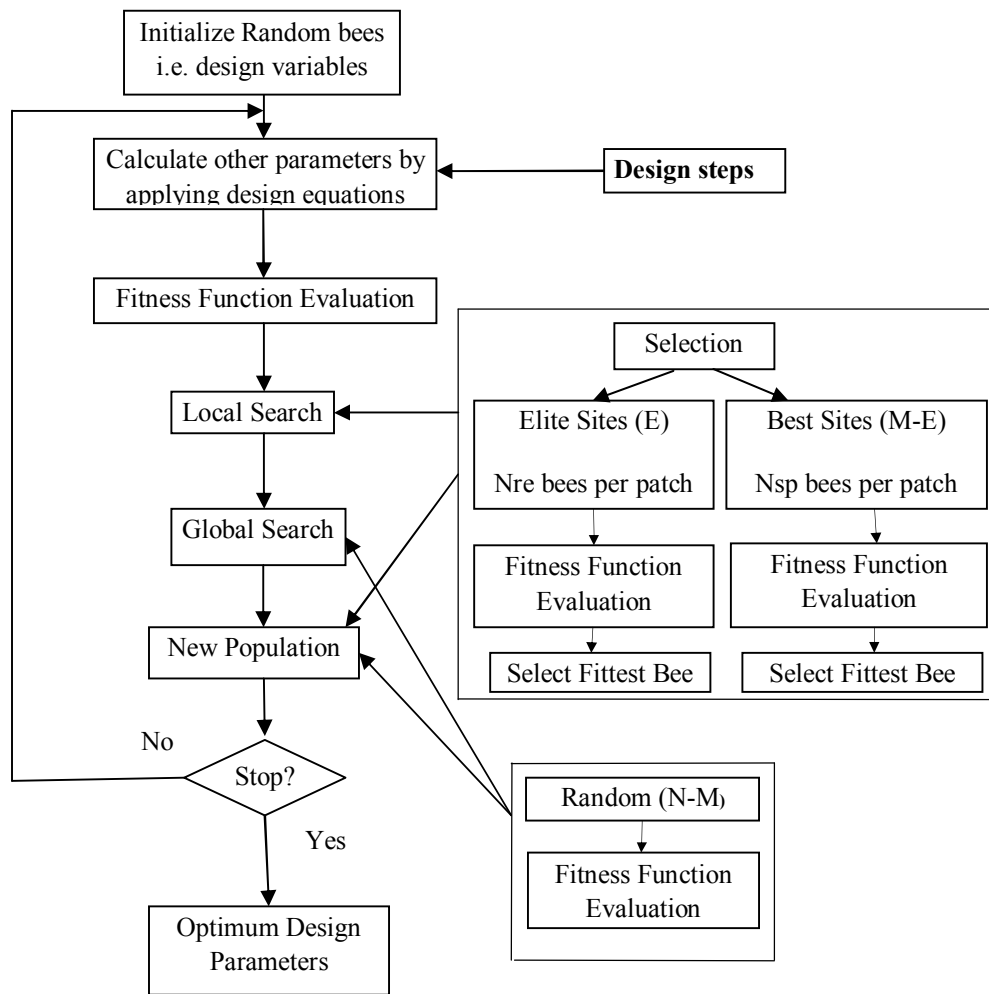 Initialize Random bees
i.e. design variables
Calculate other parameters by
applying design equations
Design steps
Fitness Function Evaluation
Local Search
Global Search
New Population
No
Stop?
Yes
Optimum Design
Parameters
Selection
Elite Sites (E)
Nre bees per patch
Fitness Function
Evaluation
Select Fittest Bee
Best Sites (M-E)
Nsp bees per patch
Fitness Function
Evaluation
Select Fittest Bee
Random (N-M)
Fitness Function
Evaluation